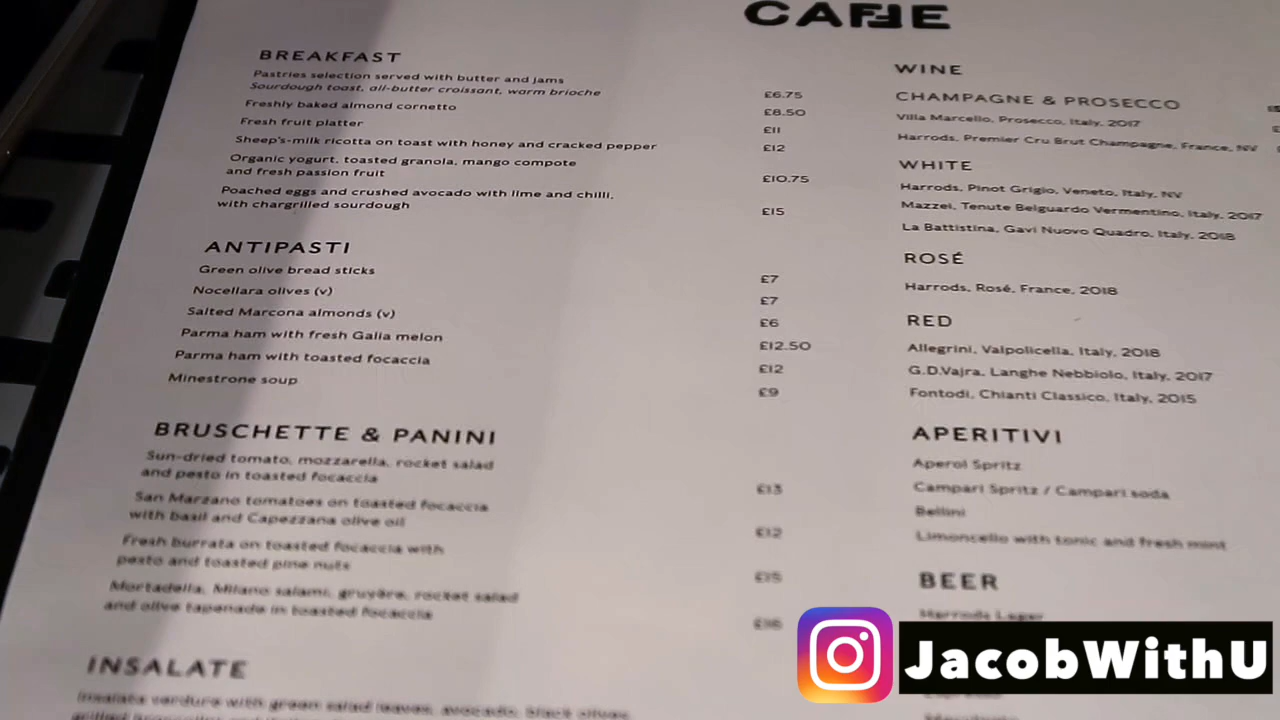 CAFFE
BREAKFAST
Pastries selection served with butter and jams
Sourdough toast, all-butter croissant, warm brioche
£6.75
Freshly baked almond cornetto
£8.50
Fresh fruit platter
£11
Sheep's-milk ricotta on toast with honey and cracked pepper
£12
Organic yogurt, toasted granola, mango compote
and fresh passion fruit
£10.75
Poached eggs and crushed avocado with lime and chilli,
with chargrilled sourdough
£15
ANTIPASTI
Green olive bread sticks
£7
Nocellara olives (v)
£7
Salted Marcona almonds (v)
£6
Parma ham with fresh Galia melon
£12.50
Parma ham with toasted focaccia
£12
Minestrone soup
£9
BRUSCHETTE & PANINI
Sun-dried tomato, mozzarella, rocket salad
and pesto in toasted focaccia
£13
San Marzano tomatoes on toasted focaccia
with basil and Capezzana olive oil
£12
Fresh burrata on toasted focaccia with
pesto and toasted pine nuts
£15
Mortadella, Milano salami, gruyère, rocket salad
and olive tapenade in toasted focaccia
INSALATE
Insalata verdure with green salad leaves, avocado, black olives,
WINE
CHAMPAGNE & PROSECCO
Villa Marcello, Prosecco, Italy, 2017
Harrods, Premier Cru Brut Champagne, France, NV
WHITE
Harrods, Pinot Grigio, Veneto, Italy, NV
Mazzei, Tenute Belguardo Vermentino, Italy, 2017
La Battistina, Gavi Nuovo Quadro, Italy, 2018
ROSÉ
Harrods, Rosé, France, 2018
RED
Allegrini, Valpolicella, Italy, 2018
G.D.Vajra, Langhe Nebbiolo, Italy, 2017
Fontodi, Chianti Classico, Italy, 2015
APERITIVI
Aperol Spritz
Campari Spritz / Campari soda
Bellini
Limoncello with tonic and fresh mint
BEER
Harrods Lager
JacobWithU